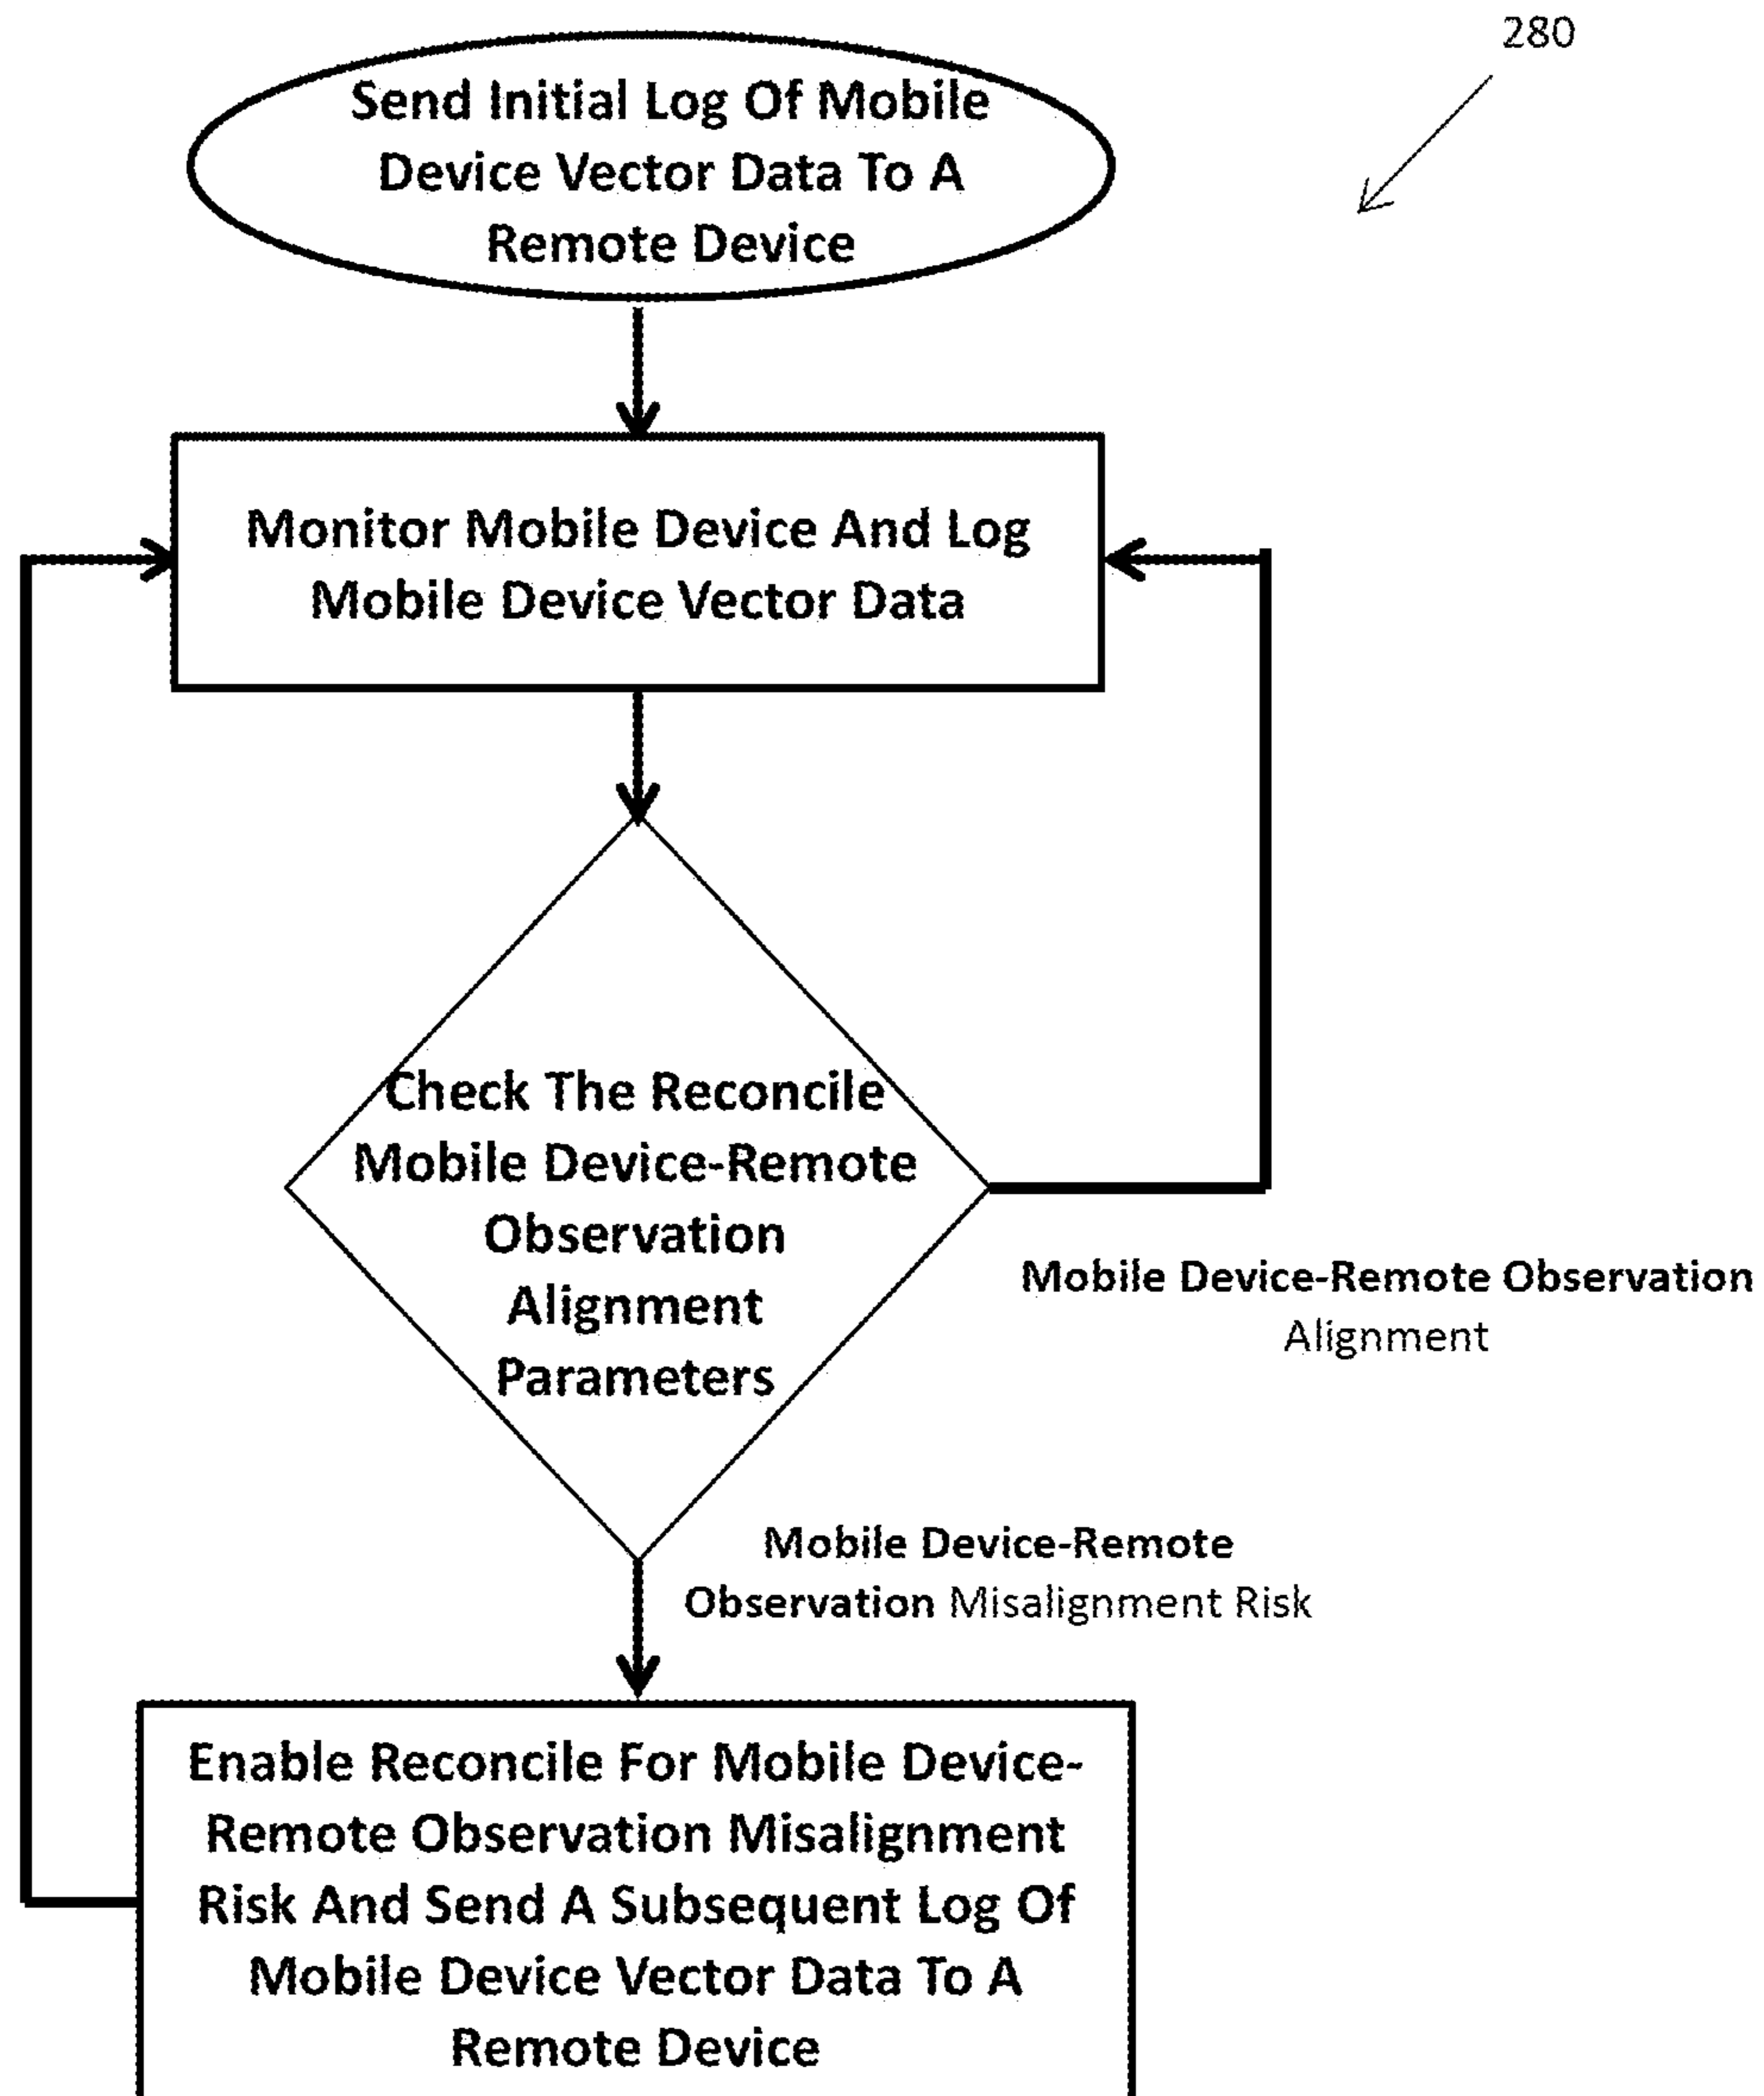 280
Send Initial Log Of Mobile
Device Vector Data To A
Remote Device
Monitor Mobile Device And Log
Mobile Device Vector Data
Check The Reconcile
Mobile Device-Remote
Observation
Alignment
Parameters
Mobile Device-Remote Observation
Alignment
Mobile Device-Remote
Observation Misalignment Risk
Enable Reconcile For Mobile Device-
Remote Observation Misalignment
Risk And Send A Subsequent Log Of
Mobile Device Vector Data To A
Remote Device